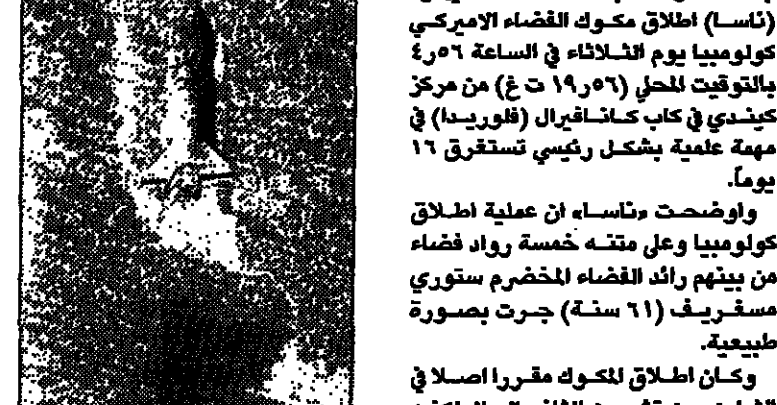 (ناسا) اطلاق مكوك الفضاء الاميركي
كولومبيا يوم الثلاثاء في الساعة ٥٦ر٤
بالتوقيت المحلي (٥٦ر١٩ ت غ) من مركز
كيندي في كاب كانافيرال (فلوريدا) في
مهمة علمية بشكل رئيسي تستغرق ١٦
يوماً.
واوضحت «ناسا» ان عملية اطلاق
كولومبيا وعلى متنه خمسة رواد فضاء
من بينهم رائد الفضاء المخضرم ستوري
مسغريف (٦١ سنة) جرت بصورة
طبيعية.
وكان اطلاق المكوك مقررا اصلا في